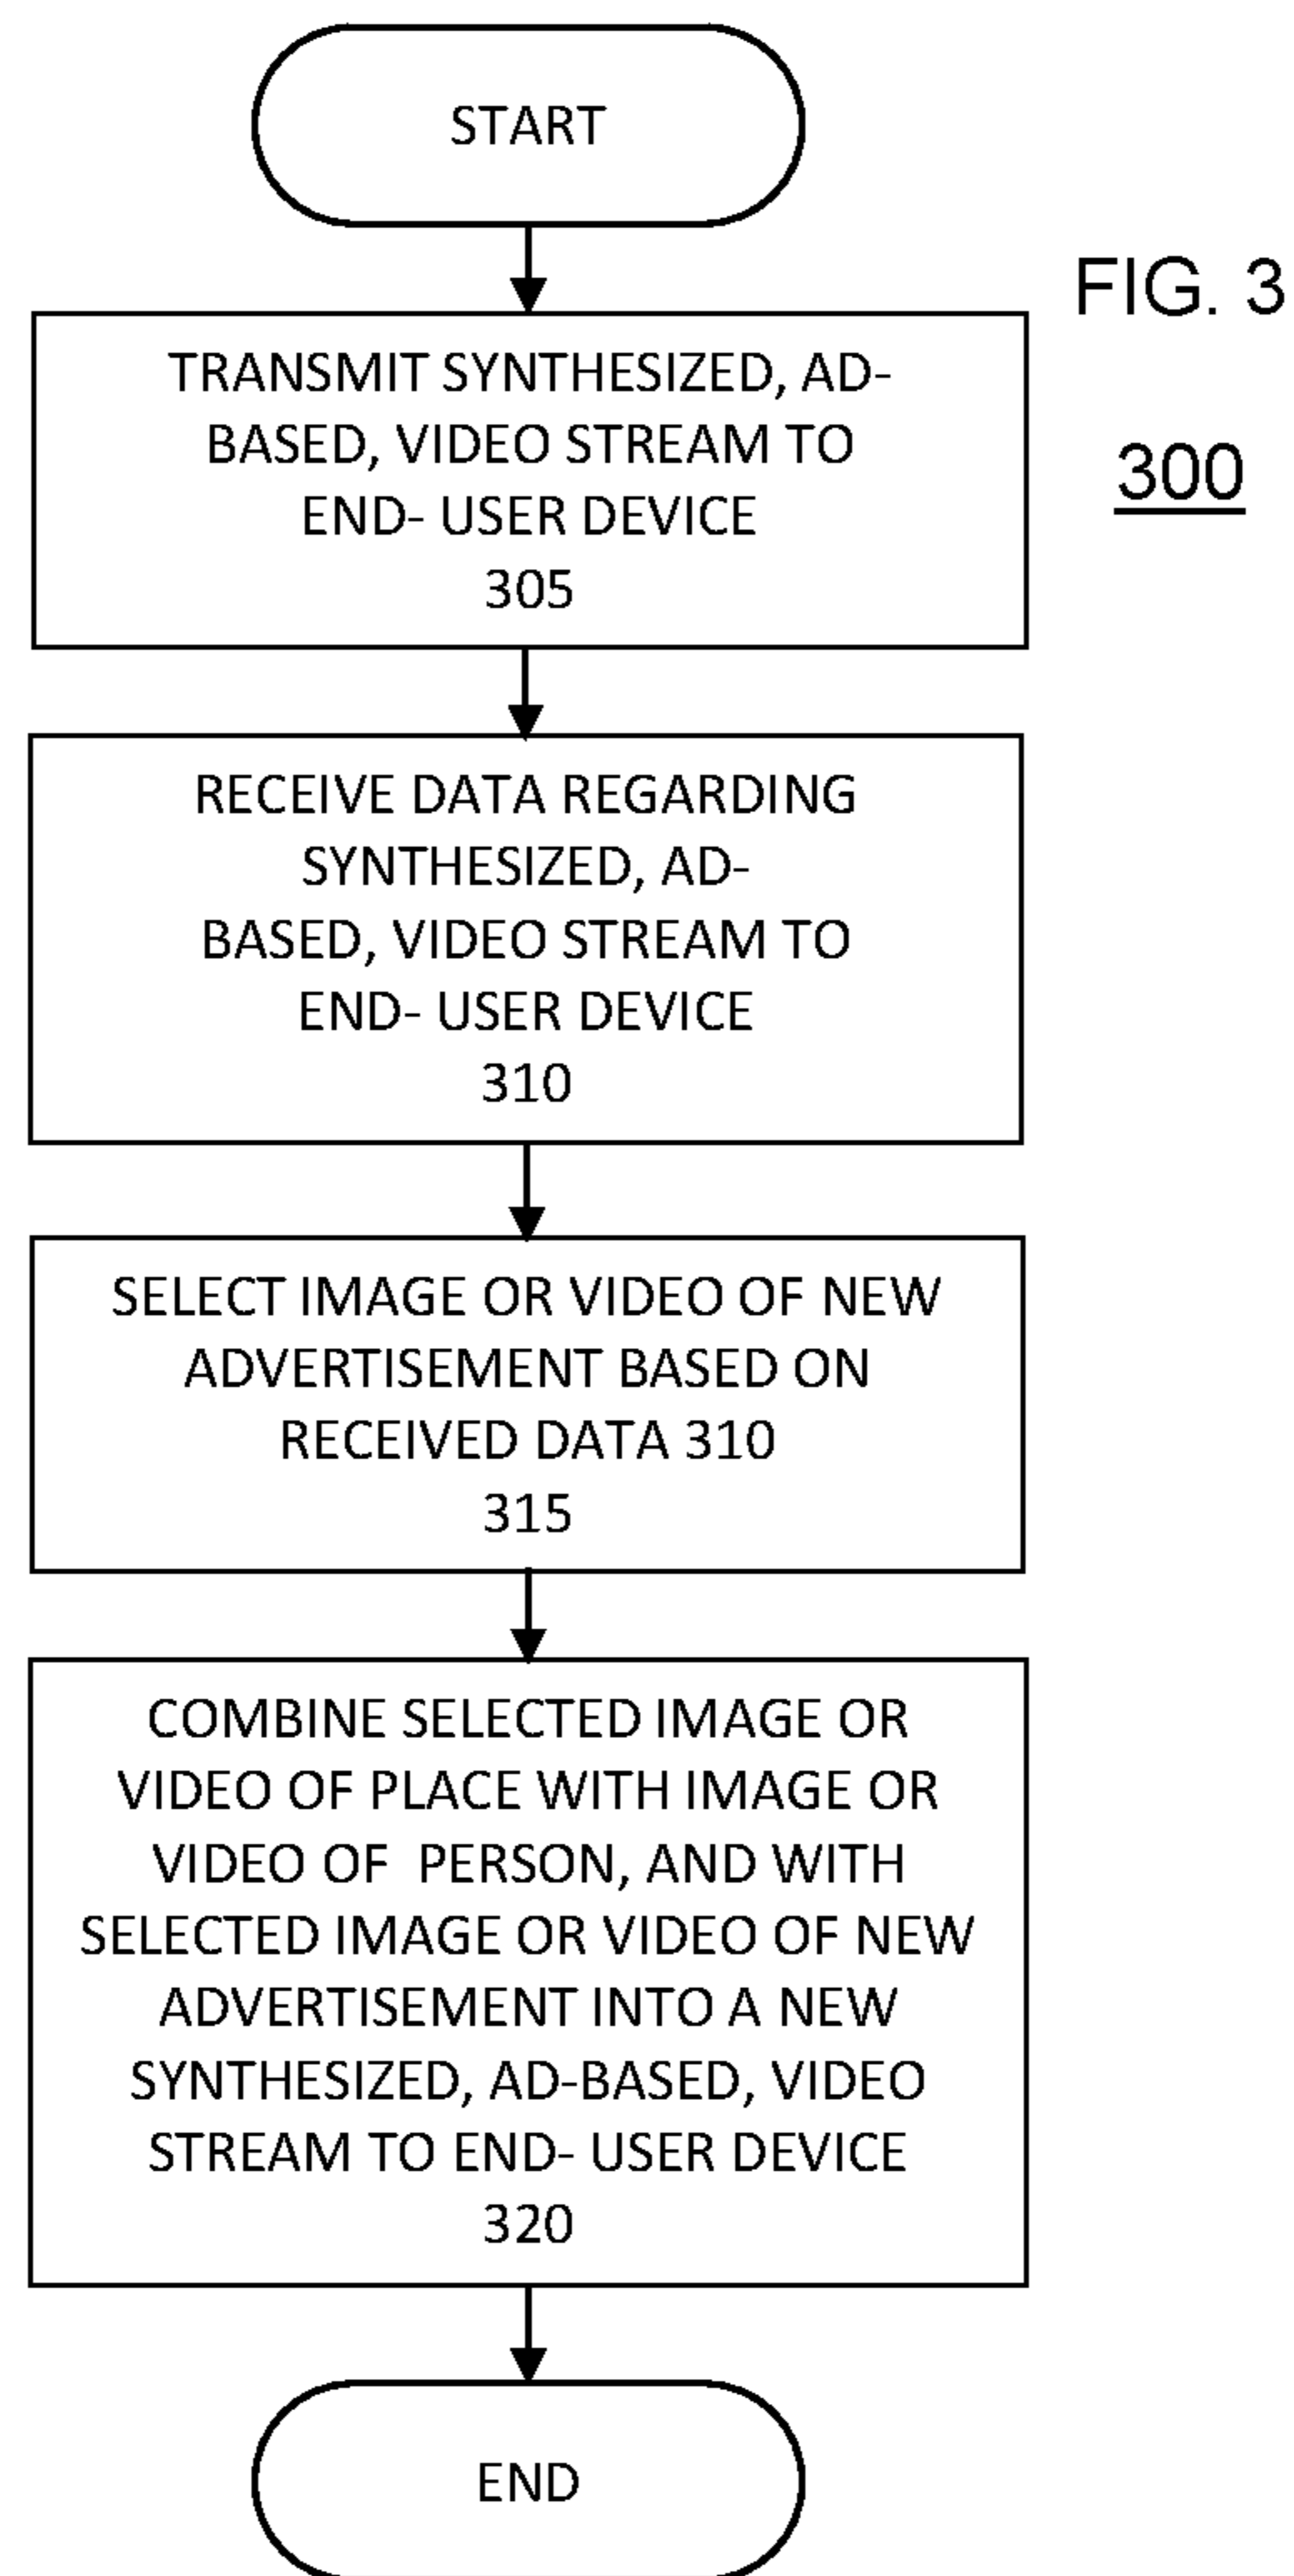 START
FIG. 3
300
TRANSMIT SYNTHESIZED, AD-
BASED, VIDEO STREAM TO
END- USER DEVICE
305
RECEIVE DATA REGARDING
SYNTHESIZED, AD-
BASED, VIDEO STREAM TO
END- USER DEVICE
310
SELECT IMAGE OR VIDEO OF NEW
ADVERTISEMENT BASED ON
RECEIVED DATA 310
315
COMBINE SELECTED IMAGE OR
VIDEO OF PLACE WITH IMAGE OR
VIDEO OF  PERSON, AND WITH
SELECTED IMAGE OR VIDEO OF NEW
ADVERTISEMENT INTO A NEW
SYNTHESIZED, AD-BASED, VIDEO
STREAM TO END- USER DEVICE
320
END